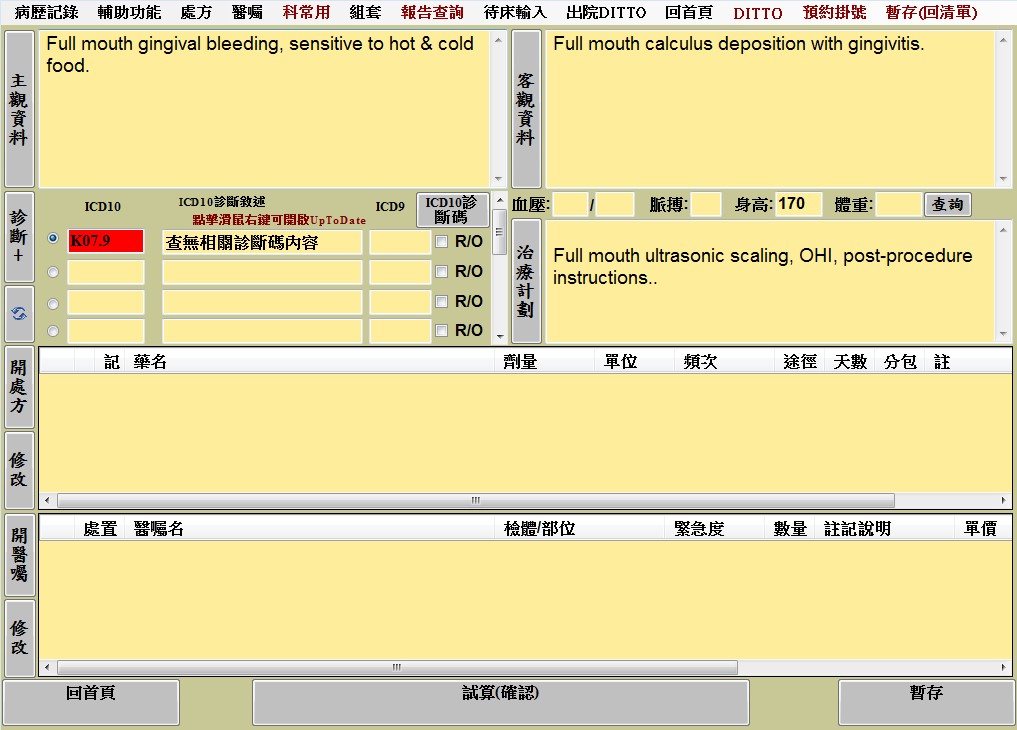 病歷記錄 輔助功能 處方 醫囑 科常用 組套 報告查詢 待床輸入 出院DITTO 回首頁 DITTO 預約掛號 暫存(回清單)
主觀資料
Full mouth gingival bleeding, sensitive to hot & cold
food.
客觀資料
Full mouth calculus deposition with gingivitis.
診斷+
ICD10
ICD10診斷敘述
點擊滑鼠右鍵可開啟UpToDate
ICD9
ICD10診
斷碼
K07.9 查無相關診斷碼內容 R/O
R/O
R/O
R/O
血壓: / 脈搏: 身高: 170 體重: 查詢
治療計劃
Full mouth ultrasonic scaling, OHI, post-procedure
instructions..
開處方
修改
記 藥名 劑量 單位 頻次 途徑 天數 分包 註
開醫囑
修改
處置 醫囑名 檢體/部位 緊急度 數量 註記說明 單價
回首頁 試算(確認) 暫存